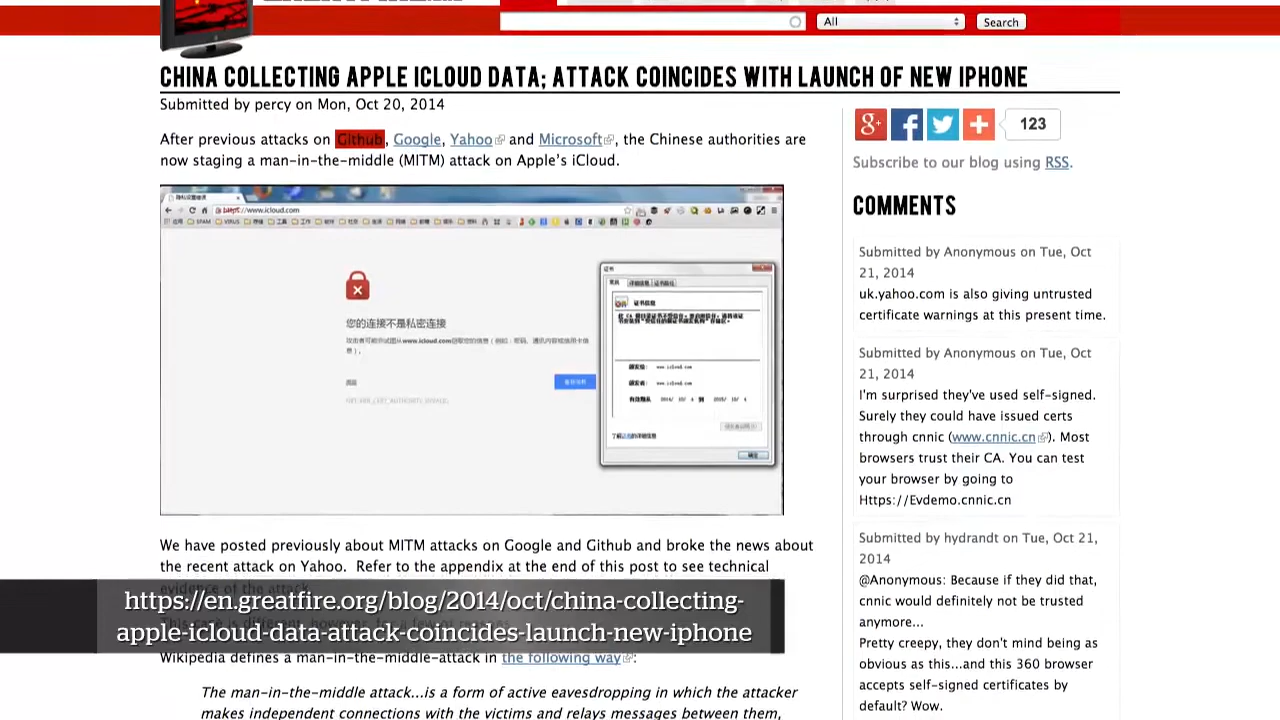 All
Search
CHINA COLLECTING APPLE ICLOUD DATA; ATTACK COINCIDES WITH LAUNCH OF NEW IPHONE
Submitted by percy on Mon, Oct 20, 2014
After previous attacks on Github, Google, Yahoo and Microsoft, the Chinese authorities are
now staging a man-in-the-middle (MITM) attack on Apple's iCloud.
https://www.icloud.com
您的连接不是私密连接
We have posted previously about MITM attacks on Google and Github and broke the news about
the recent attack on Yahoo. Refer to the appendix at the end of this post to see technical
evidence of the attack.
https://en.greatfire.org/blog/2014/oct/china-collecting-
apple-icloud-data-attack-coincides-launch-new-iphone
Wikipedia defines a man-in-the-middle-attack in the following way:
The man-in-the-middle attack...is a form of active eavesdropping in which the attacker
makes independent connections with the victims and relays messages between them,
123
Subscribe to our blog using RSS.
COMMENTS
Submitted by Anonymous on Tue, Oct
21, 2014
uk.yahoo.com is also giving untrusted
certificate warnings at this present time.
Submitted by Anonymous on Tue, Oct
21, 2014
I'm surprised they've used self-signed.
Surely they could have issued certs
through cnnic (www.cnnic.cn). Most
browsers trust their CA. You can test
your browser by going to
Https://Evdemo.cnnic.cn
Submitted by hydrandt on Tue, Oct 21,
2014
@Anonymous: Because if they did that,
cnnic would definitely not be trusted
anymore...
Pretty creepy, they don't mind being as
obvious as this...and this 360 browser
accepts self-signed certificates by
default? Wow.